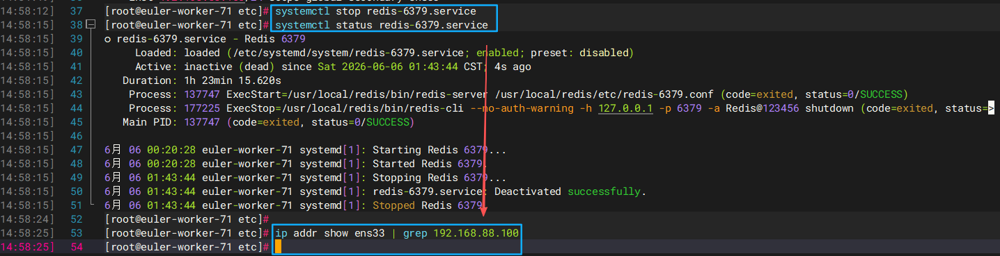 14:58:12] 37 [root@euler-worker-71 etc]# systemctl stop redis-6379.service
14:58:15] 38 [root@euler-worker-71 etc]# systemctl status redis-6379.service
14:58:15] 39 ○ redis-6379.service - Redis 6379
14:58:15] 40 Loaded: loaded (/etc/systemd/system/redis-6379.service; enabled; preset: disabled)
14:58:15] 41 Active: inactive (dead) since Sat 2026-06-06 01:43:44 CST; 4s ago
14:58:15] 42 Duration: 1h 23min 15.620s
14:58:15] 43 Process: 137747 ExecStart=/usr/local/redis/bin/redis-server /usr/local/redis/etc/redis-6379.conf (code=exited, status=0/SUCCESS)
14:58:15] 44 Process: 177225 ExecStop=/usr/local/redis/bin/redis-cli --no-auth-warning -h 127.0.0.1 -p 6379 -a Redis@123456 shutdown (code=exited, status=>
14:58:15] 45 Main PID: 137747 (code=exited, status=0/SUCCESS)
14:58:15] 46
14:58:15] 47 6月 06 00:20:28 euler-worker-71 systemd[1]: Starting Redis 6379...
14:58:15] 48 6月 06 00:20:28 euler-worker-71 systemd[1]: Started Redis 6379.
14:58:15] 49 6月 06 01:43:44 euler-worker-71 systemd[1]: Stopping Redis 6379...
14:58:15] 50 6月 06 01:43:44 euler-worker-71 systemd[1]: redis-6379.service: Deactivated successfully.
14:58:15] 51 6月 06 01:43:44 euler-worker-71 systemd[1]: Stopped Redis 6379.
14:58:24] 52 [root@euler-worker-71 etc]#
14:58:25] 53 [root@euler-worker-71 etc]# ip addr show ens33 | grep 192.168.88.100
14:58:25] 54 [root@euler-worker-71 etc]#